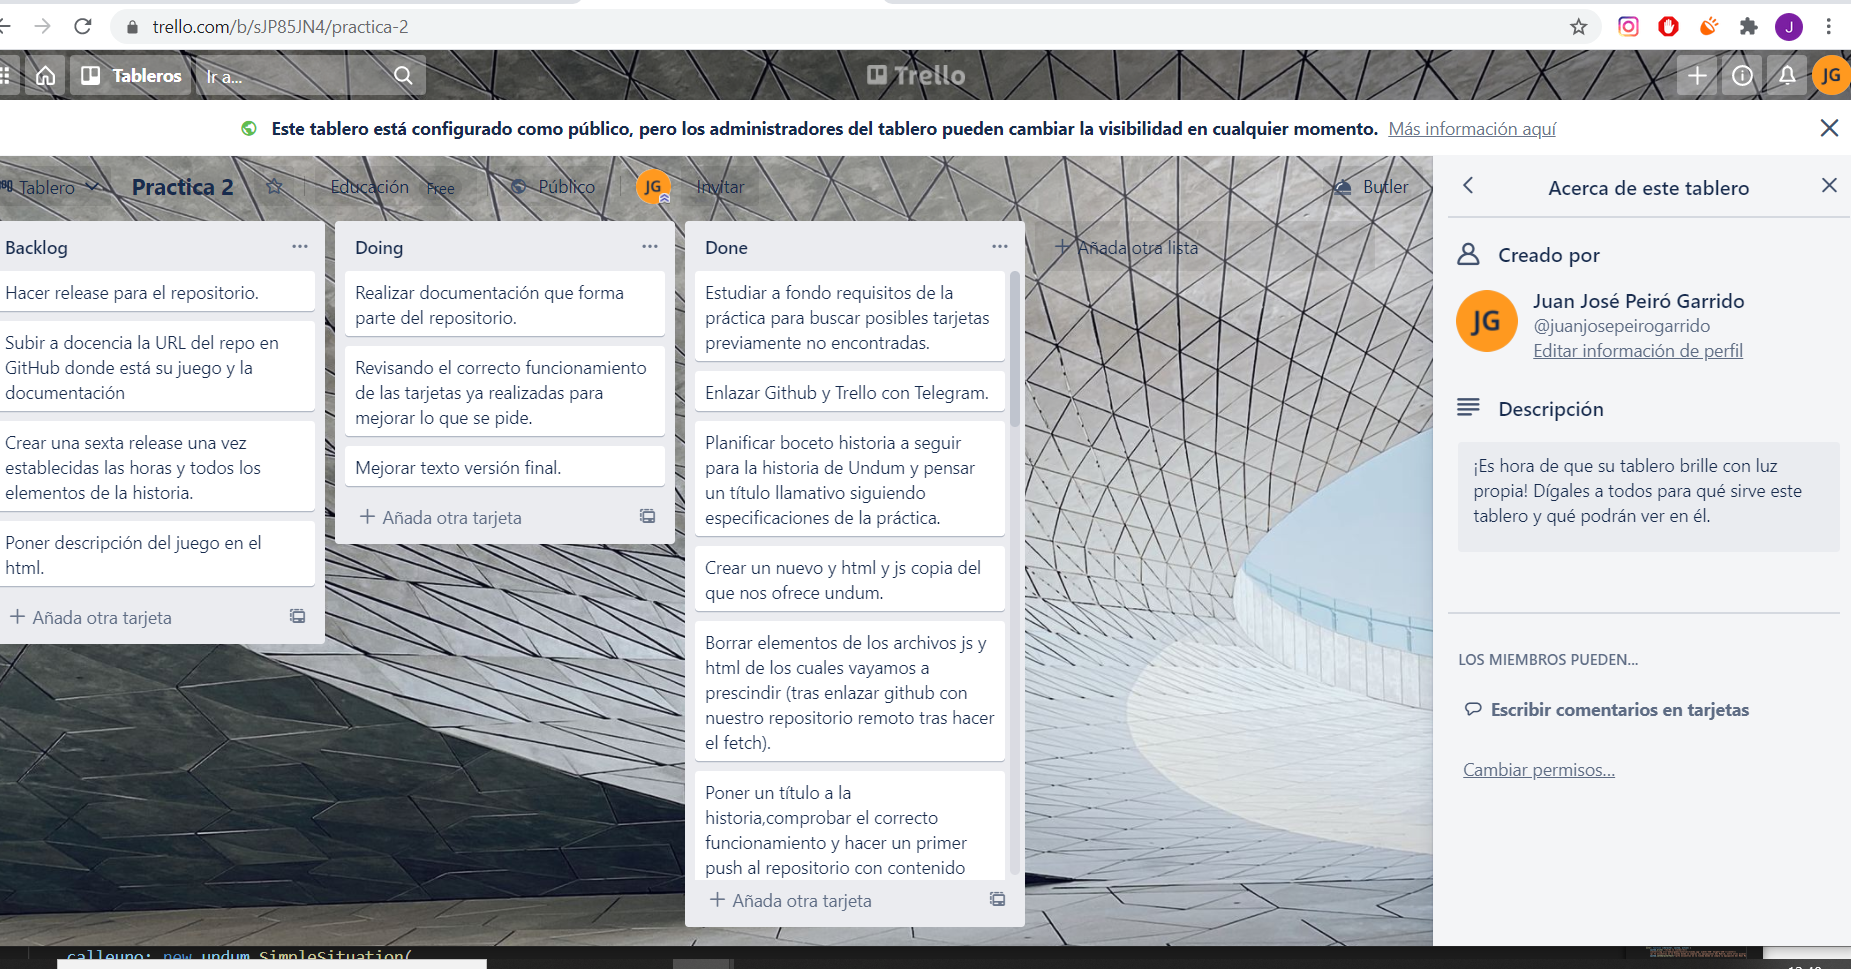 trello.com/b/sJP85JN4/practica-2
J
Tableros
Ir a...
Trello
JG
Este tablero está configurado como público, pero los administradores del tablero pueden cambiar la visibilidad en cualquier momento. Más información aquí
Tablero
Practica 2
Educación Free
Público
JG
Invitar
Butler
Backlog
Hacer release para el repositorio.
Subir a docencia la URL del repo en
GitHub donde está su juego y la
documentación
Crear una sexta release una vez
establecidas las horas y todos los
elementos de la historia.
Poner descripción del juego en el
html.
+ Añada otra tarjeta
Doing
Realizar documentación que forma
parte del repositorio.
Revisando el correcto funcionamiento
de las tarjetas ya realizadas para
mejorar lo que se pide.
Mejorar texto versión final.
+ Añada otra tarjeta
Done
Estudiar a fondo requisitos de la
práctica para buscar posibles tarjetas
previamente no encontradas.
Enlazar Github y Trello con Telegram.
Planificar boceto historia a seguir
para la historia de Undum y pensar
un título llamativo siguiendo
especificaciones de la práctica.
Crear un nuevo y html y js copia del
que nos ofrece undum.
Borrar elementos de los archivos js y
html de los cuales vayamos a
prescindir (tras enlazar github con
nuestro repositorio remoto tras hacer
el fetch).
Poner un título a la
historia,comprobar el correcto
funcionamiento y hacer un primer
push al repositorio con contenido
+ Añada otra tarjeta
+ Añada otra lista
Acerca de este tablero
Creado por
JG
Juan José Peiró Garrido
@juanjosepeirogarrido
Editar información de perfil
Descripción
¡Es hora de que su tablero brille con luz
propia! Dígales a todos para qué sirve este
tablero y qué podrán ver en él.
LOS MIEMBROS PUEDEN...
Escribir comentarios en tarjetas
Cambiar permisos...
calleuno: new undum.SimpleSituation(